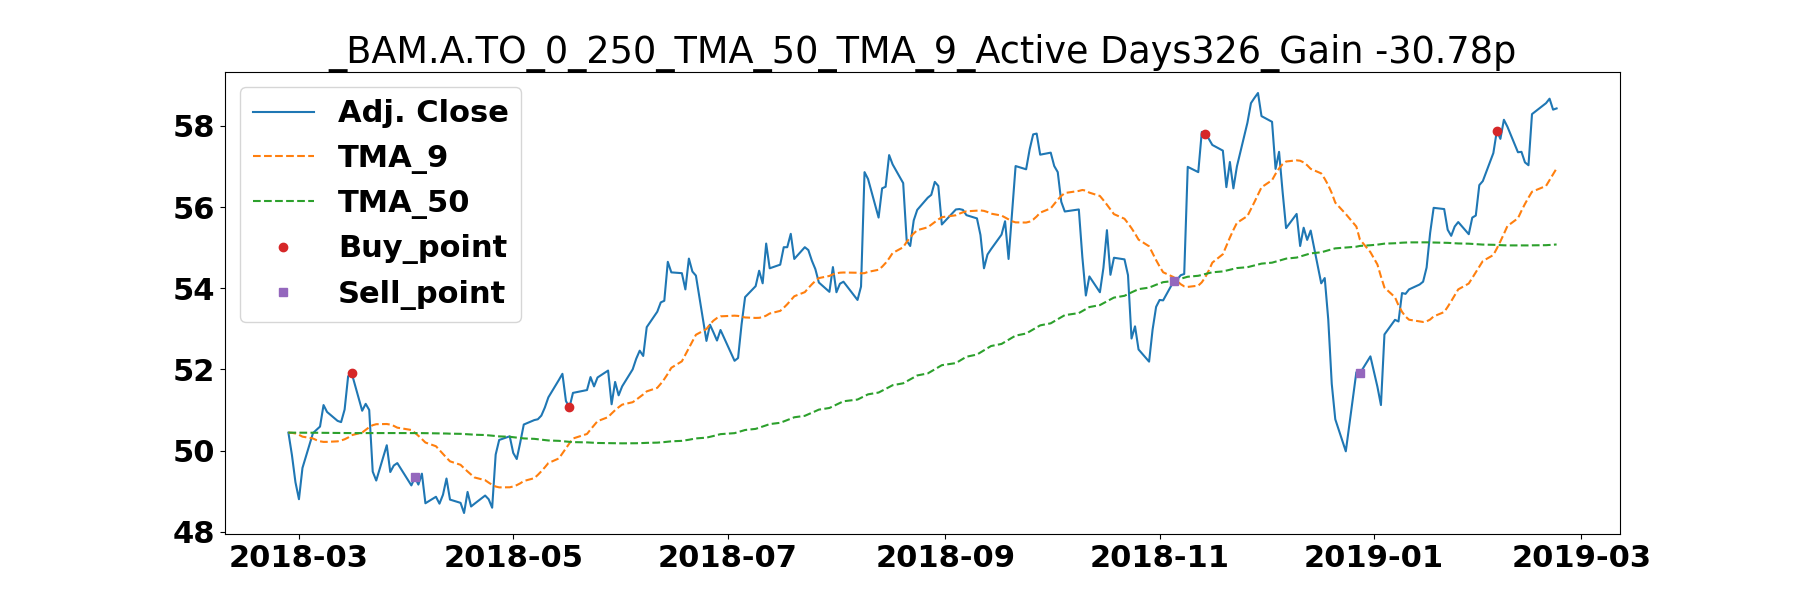 _BAM.A.TO_0_250_TMA_50_TMA_9_Active Days326_Gain -30.78p
Adj. Close
TMA_9
TMA_50
Buy_point
Sell_point
58
56
54
52
50
48
2018-03 2018-05 2018-07 2018-09 2018-11 2019-01 2019-03